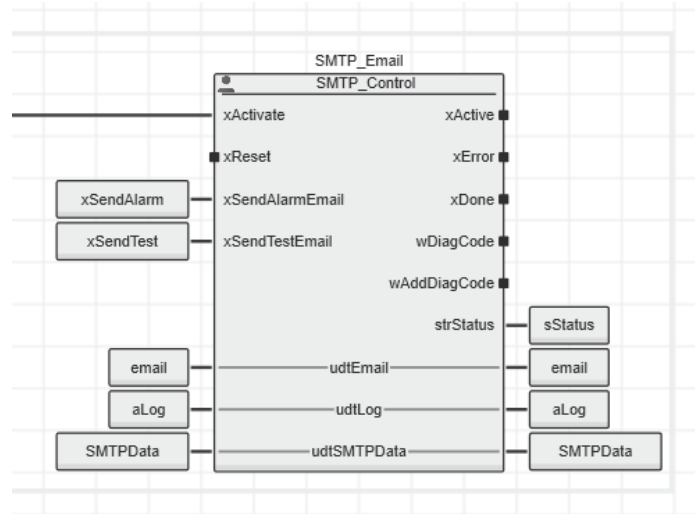 SMTP_Email
SMTP_Control
xActivate xActive
xReset xError
xSendAlarm xSendAlarmEmail xDone
xSendTest xSendTestEmail wDiagCode
wAddDiagCode
strStatus sStatus
email udtEmail email
aLog udtLog aLog
SMTPData udtSMTPData SMTPData